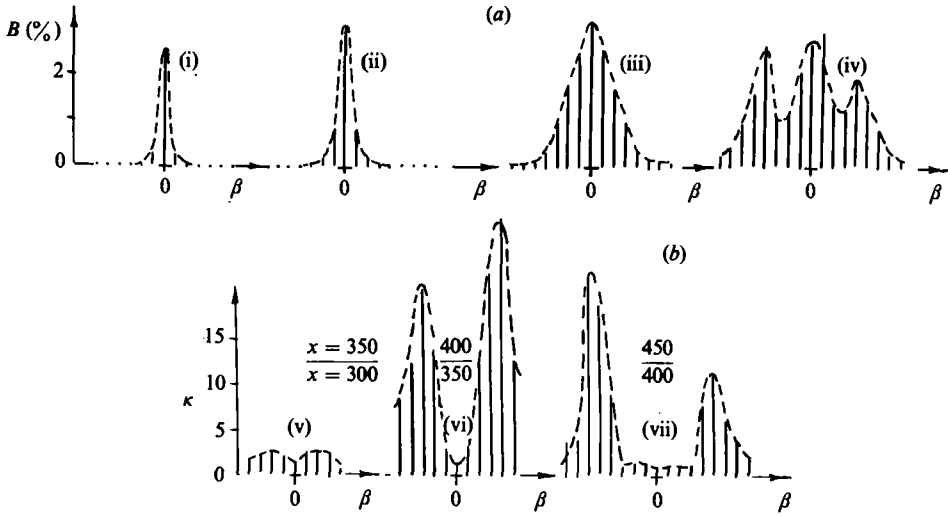 (a)
B (%)
(i)
(ii)
(iii)
(iv)
2
0
0 β
0 β
0 β
0 β
(b)
15
10
5
0
κ
x = 350
x = 300
400
350
450
400
(v)
(vi)
(vii)
0
0 β
0 β